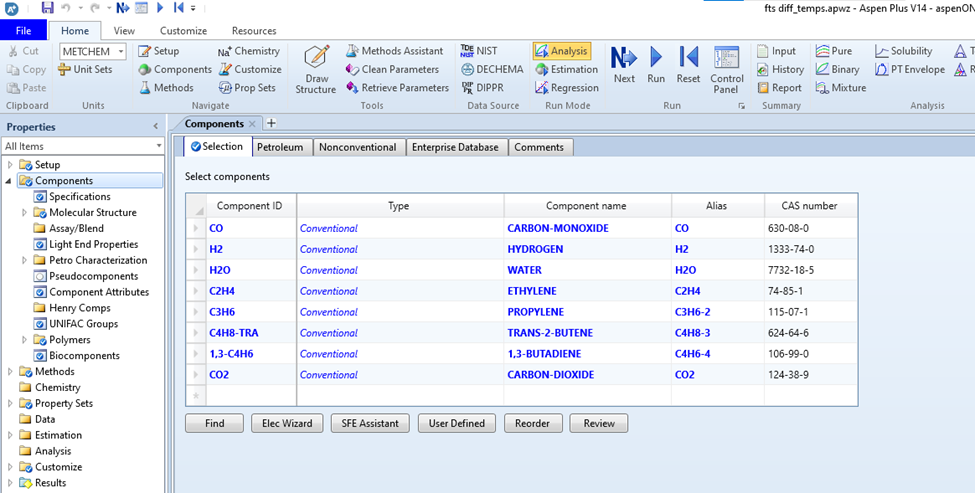 fts diff_temps.apwz - Aspen Plus V14 - aspenON
File Home View Customize Resources
Cut METCHEM Setup Chemistry Methods Assistant NIST Analysis Input Pure Solubility
Copy Unit Sets Components Customize Clean Parameters DECHEMA Estimation History Binary PT Envelope
Paste Methods Prop Sets Draw Structure Retrieve Parameters DIPPR Regression Next Run Reset Control Panel Report Mixture
Clipboard Units Navigate Tools Data Source Run Mode Run Summary Analysis
Properties <
Components × +
All Items
Selection Petroleum Nonconventional Enterprise Database Comments
Setup
Components
Specifications
Molecular Structure
Assay/Blend
Light End Properties
Petro Characterization
Pseudocomponents
Component Attributes
Henry Comps
UNIFAC Groups
Polymers
Biocomponents
Methods
Chemistry
Property Sets
Data
Estimation
Analysis
Customize
Results
Select components
Component ID Type Component name Alias CAS number
CO Conventional CARBON-MONOXIDE CO 630-08-0
H2 Conventional HYDROGEN H2 1333-74-0
H2O Conventional WATER H2O 7732-18-5
C2H4 Conventional ETHYLENE C2H4 74-85-1
C3H6 Conventional PROPYLENE C3H6-2 115-07-1
C4H8-TRA Conventional TRANS-2-BUTENE C4H8-3 624-64-6
1,3-C4H6 Conventional 1,3-BUTADIENE C4H6-4 106-99-0
CO2 Conventional CARBON-DIOXIDE CO2 124-38-9
Find Elec Wizard SFE Assistant User Defined Reorder Review